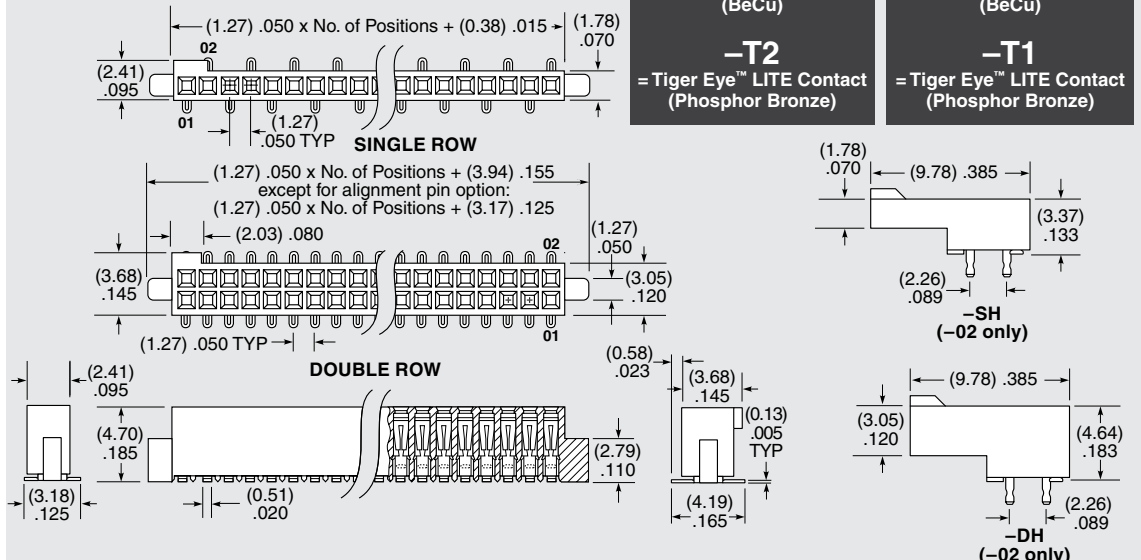 (1.27) .050 x No. of Positions + (0.38) .015
(1.78)
.070
02
(2.41)
.095
01
(1.27)
.050 TYP
SINGLE ROW
(BeCu)
–T2
= Tiger Eye™ LITE Contact
(Phosphor Bronze)
(BeCu)
–T1
= Tiger Eye™ LITE Contact
(Phosphor Bronze)
(1.27) .050 x No. of Positions + (3.94) .155
except for alignment pin option:
(1.27) .050 x No. of Positions + (3.17) .125
(2.03) .080
02
(1.27)
.050
(3.68)
.145
(3.05)
.120
(1.27) .050 TYP
01
DOUBLE ROW
(1.78)
.070
(9.78) .385
(3.37)
.133
(2.26)
.089
–SH
(–02 only)
(2.41)
.095
(4.70)
.185
(2.79)
.110
(3.18)
.125
(0.51)
.020
(0.58)
.023
(3.68)
.145
(0.13)
.005
TYP
(4.19)
.165
(9.78) .385
(3.05)
.120
(4.64)
.183
(2.26)
.089
–DH
(–02 only)